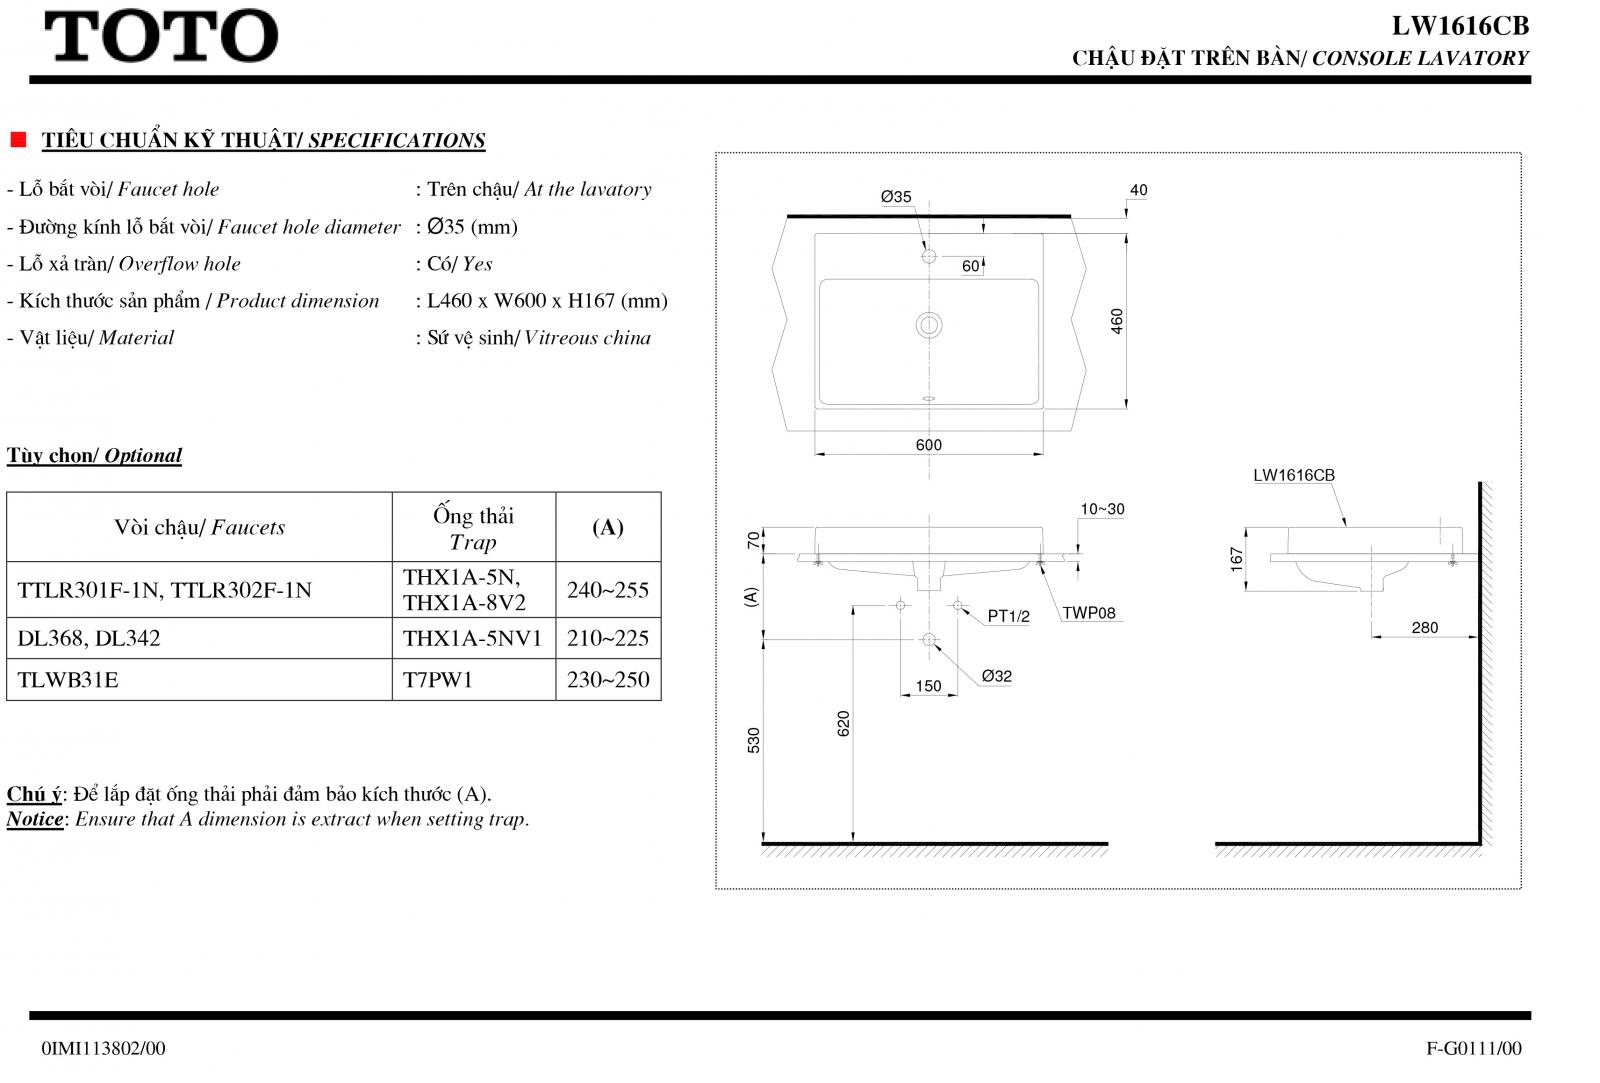 TOTO
LW1616CB
CHẬU ĐẶT TRÊN BÀN/ CONSOLE LAVATORY
TIÊU CHUẨN KỸ THUẬT/ SPECIFICATIONS
- Lỗ bắt vòi/ Faucet hole : Trên chậu/ At the lavatory
- Đường kính lỗ bắt vòi/ Faucet hole diameter : Ø35 (mm)
- Lỗ xả tràn/ Overflow hole : Có/ Yes
- Kích thước sản phẩm / Product dimension : L460 x W600 x H167 (mm)
- Vật liệu/ Material : Sứ vệ sinh/ Vitreous china
Tùy chọn/ Optional
Vòi chậu/ Faucets
Ống thải
Trap
(A)
TTLR301F-1N, TTLR302F-1N
THX1A-5N,
THX1A-8V2
240~255
DL368, DL342 THX1A-5NV1 210~225
TLWB31E T7PW1 230~250
Chú ý: Để lắp đặt ống thải phải đảm bảo kích thước (A).
Notice: Ensure that A dimension is extract when setting trap.
Ø35
40
60
460
600
LW1616CB
10~30
70
167
(A)
PT1/2
TWP08
280
Ø32
150
620
530
0IMI113802/00
F-G0111/00